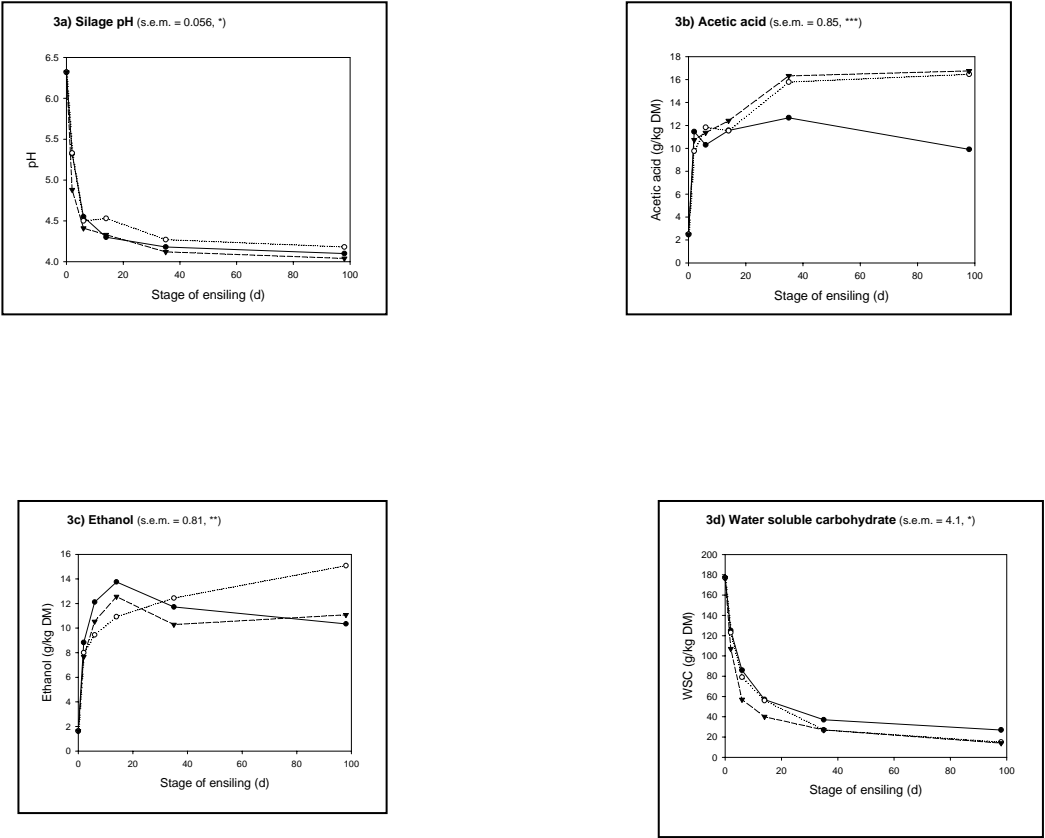 3a) Silage pH (s.e.m. = 0.056, *)
6.5
6.0
5.5
5.0
4.5
4.0
pH
0 20 40 60 80 100
Stage of ensiling (d)
3b) Acetic acid (s.e.m. = 0.85, ***)
18
16
14
12
10
8
6
4
2
0
Acetic acid (g/kg DM)
0 20 40 60 80 100
Stage of ensiling (d)
3c) Ethanol (s.e.m. = 0.81, **)
16
14
12
10
8
6
4
2
0
Ethanol (g/kg DM)
0 20 40 60 80 100
Stage of ensiling (d)
3d) Water soluble carbohydrate (s.e.m. = 4.1, *)
200
180
160
140
120
100
80
60
40
20
0
WSC (g/kg DM)
0 20 40 60 80 100
Stage of ensiling (d)